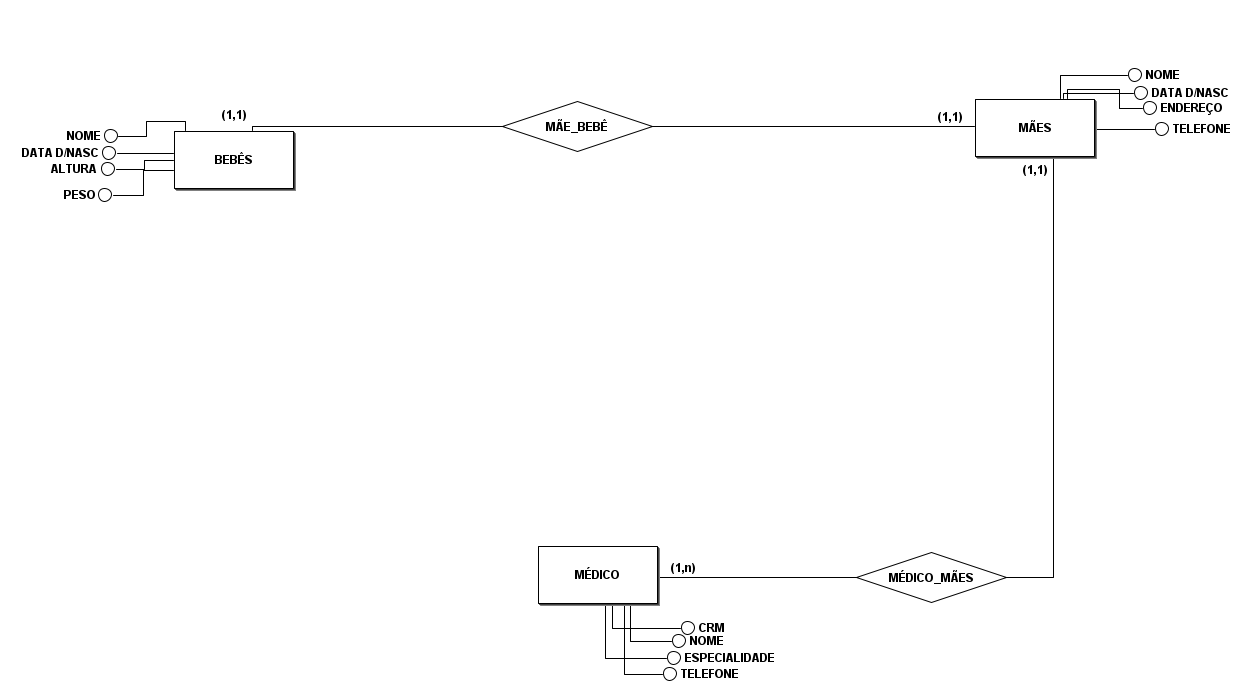 NOME
DATA D/NASC
ENDEREÇO
TELEFONE
(1,1)
(1,1)
MÃE_BEBÊ
MÃES
NOME
DATA D/NASC
ALTURA
PESO
BEBÊS
(1,1)
MÉDICO
(1,n)
MÉDICO_MÃES
CRM
NOME
ESPECIALIDADE
TELEFONE